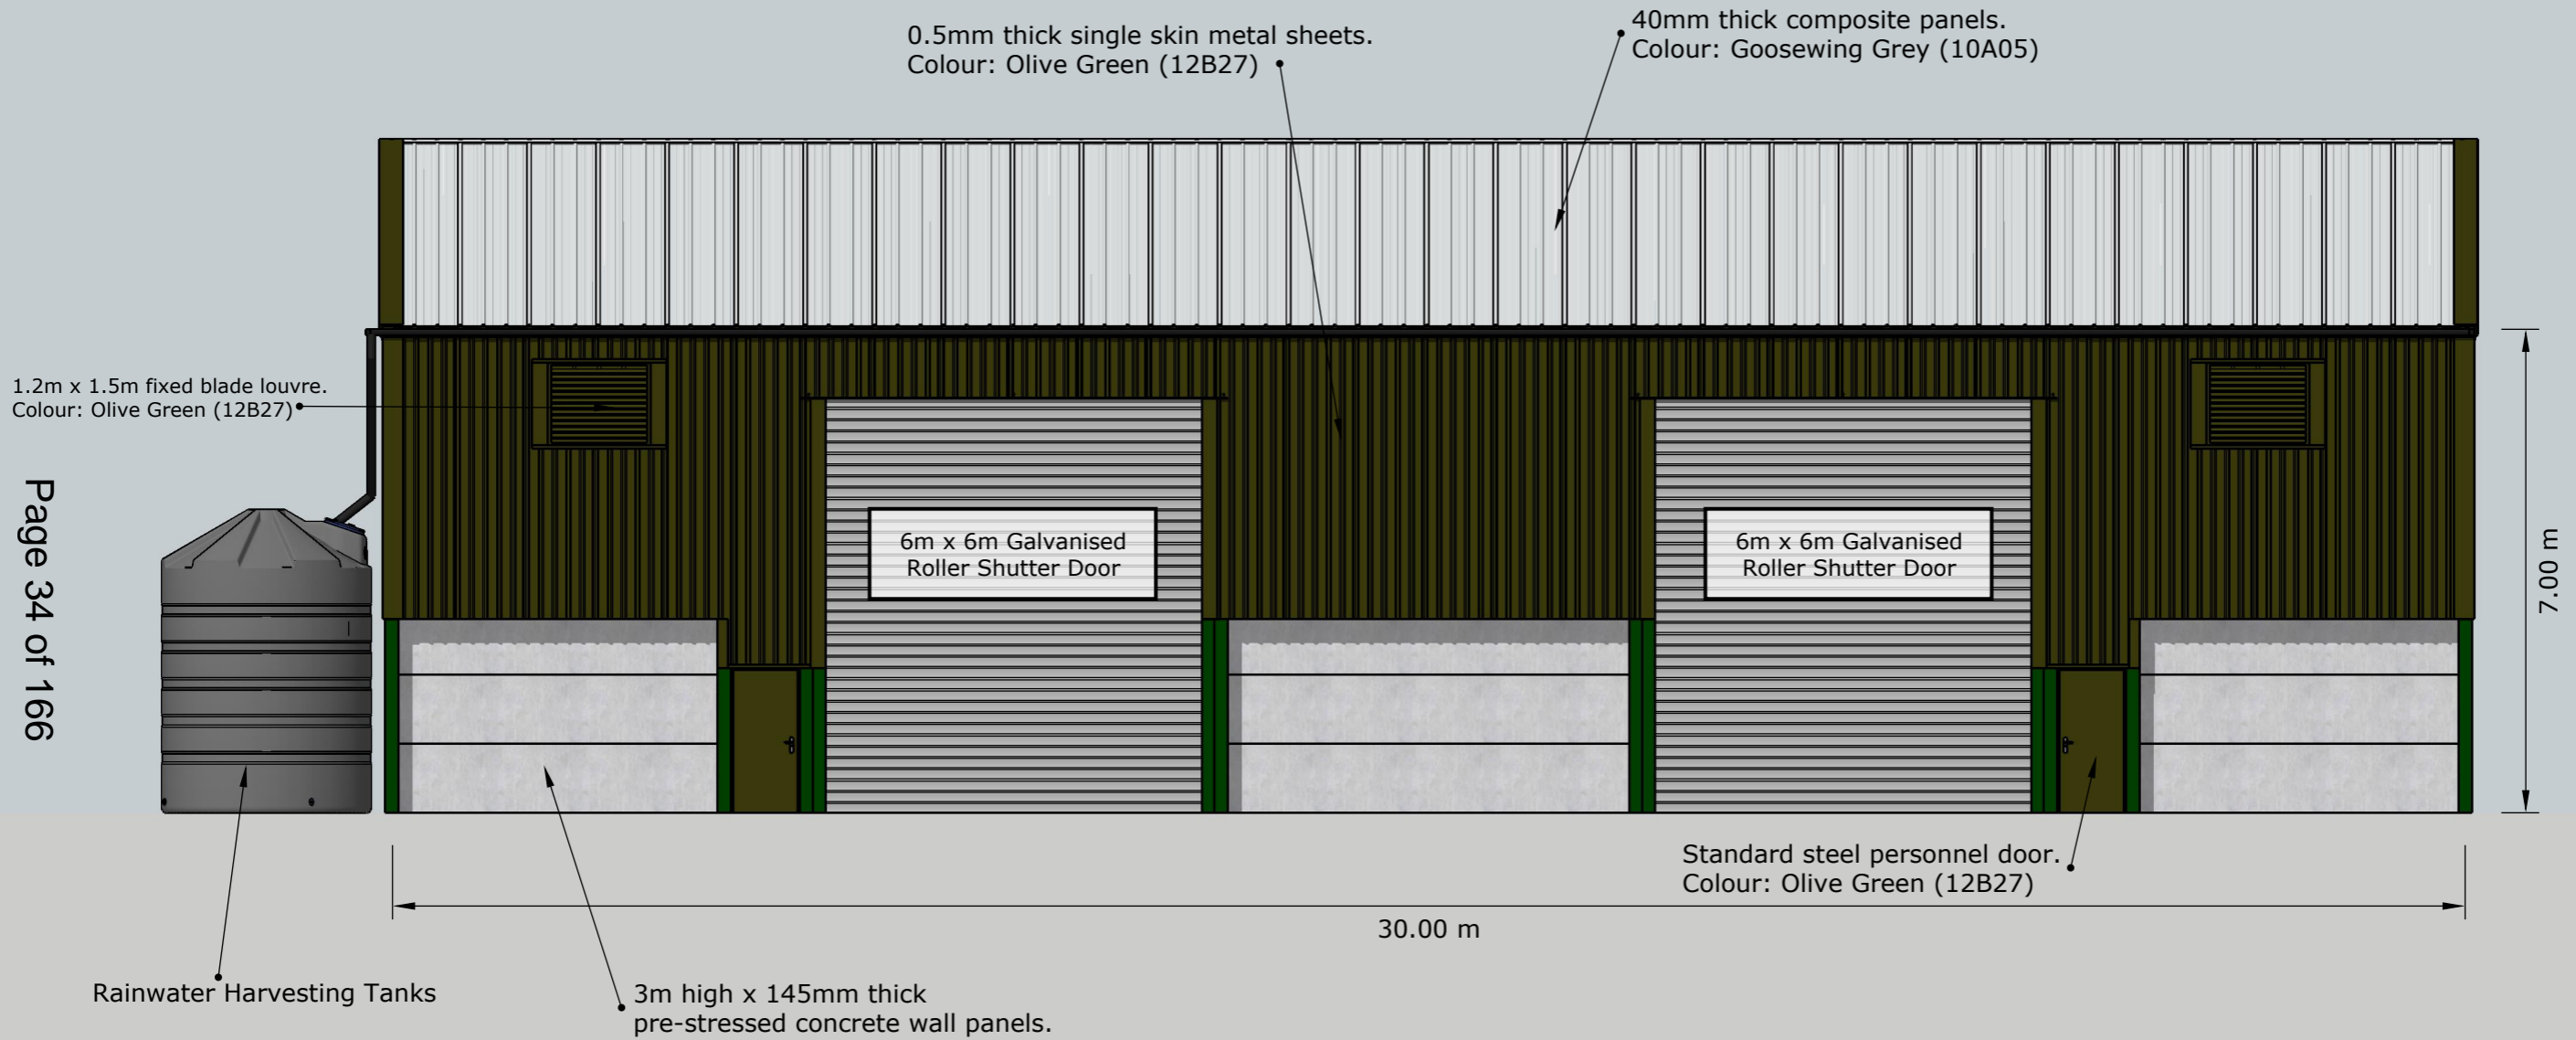 0.5mm thick single skin metal sheets.
Colour: Olive Green (12B27)
40mm thick composite panels.
Colour: Goosewing Grey (10A05)
1.2m x 1.5m fixed blade louvre.
Colour: Olive Green (12B27)
Page 34 of 166
6m x 6m Galvanised
Roller Shutter Door
6m x 6m Galvanised
Roller Shutter Door
7.00 m
Standard steel personnel door.
Colour: Olive Green (12B27)
30.00 m
Rainwater Harvesting Tanks
3m high x 145mm thick
pre-stressed concrete wall panels.